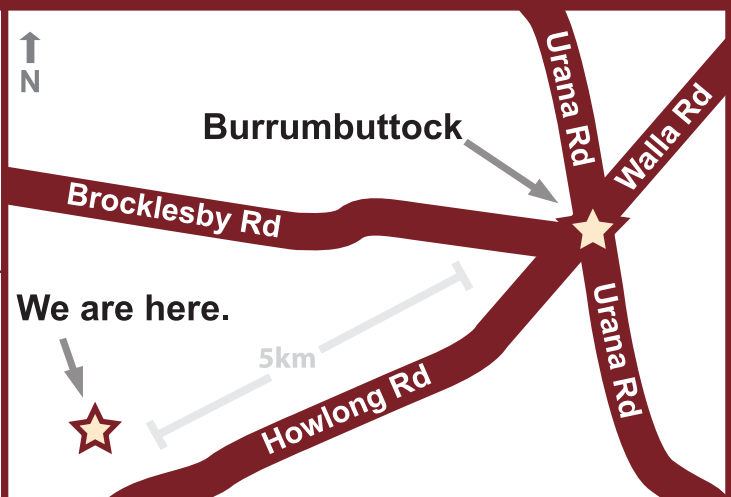 N
Urana Rd
Walla Rd
Burrumbuttock
Brocklesby Rd
We are here.
5km
Urana Rd
Howlong Rd